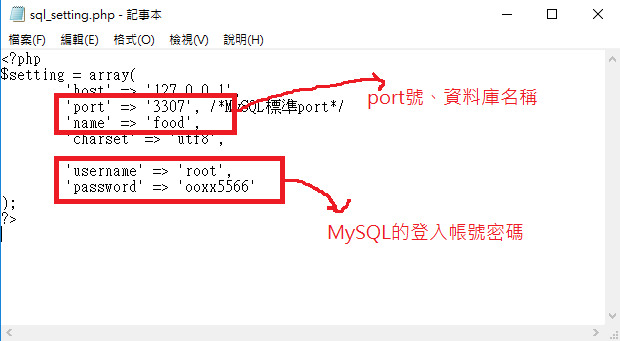 sql_setting.php - 記事本
檔案(F) 編輯(E) 格式(O) 檢視(V) 說明(H)
<?php
$setting = array(
'host' => '127.0.0.1',
'port' => '3307', /*MySQL標準port*/
'name' => 'food',
'charset' => 'utf8',
port號、資料庫名稱
'username' => 'root',
'password' => 'ooxx5566'
);
?>
MySQL的登入帳號密碼